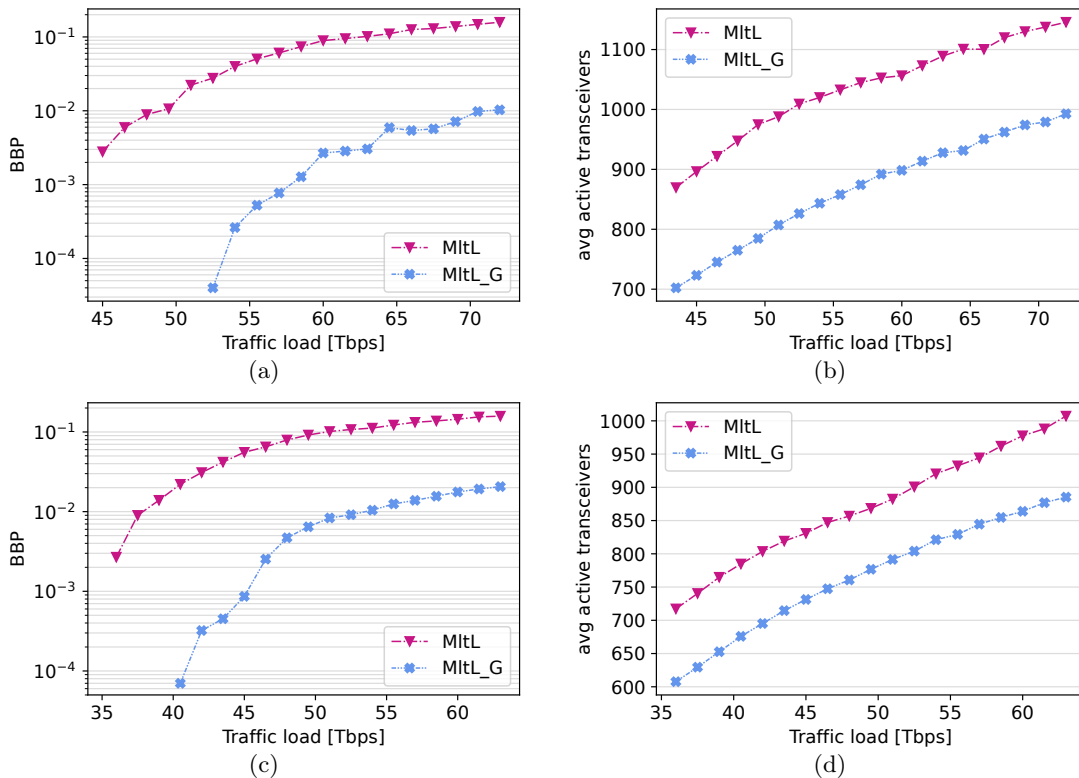 10⁻¹
10⁻²
10⁻³
10⁻⁴
BBP
MltL
MltL_G
45 50 55 60 65 70
Traffic load [Tbps]
(a)
1100
1000
900
800
700
avg active transceivers
MltL
MltL_G
45 50 55 60 65 70
Traffic load [Tbps]
(b)
10⁻¹
10⁻²
10⁻³
10⁻⁴
BBP
MltL
MltL_G
35 40 45 50 55 60
Traffic load [Tbps]
(c)
1000
950
900
850
800
750
700
650
600
avg active transceivers
MltL
MltL_G
35 40 45 50 55 60
Traffic load [Tbps]
(d)